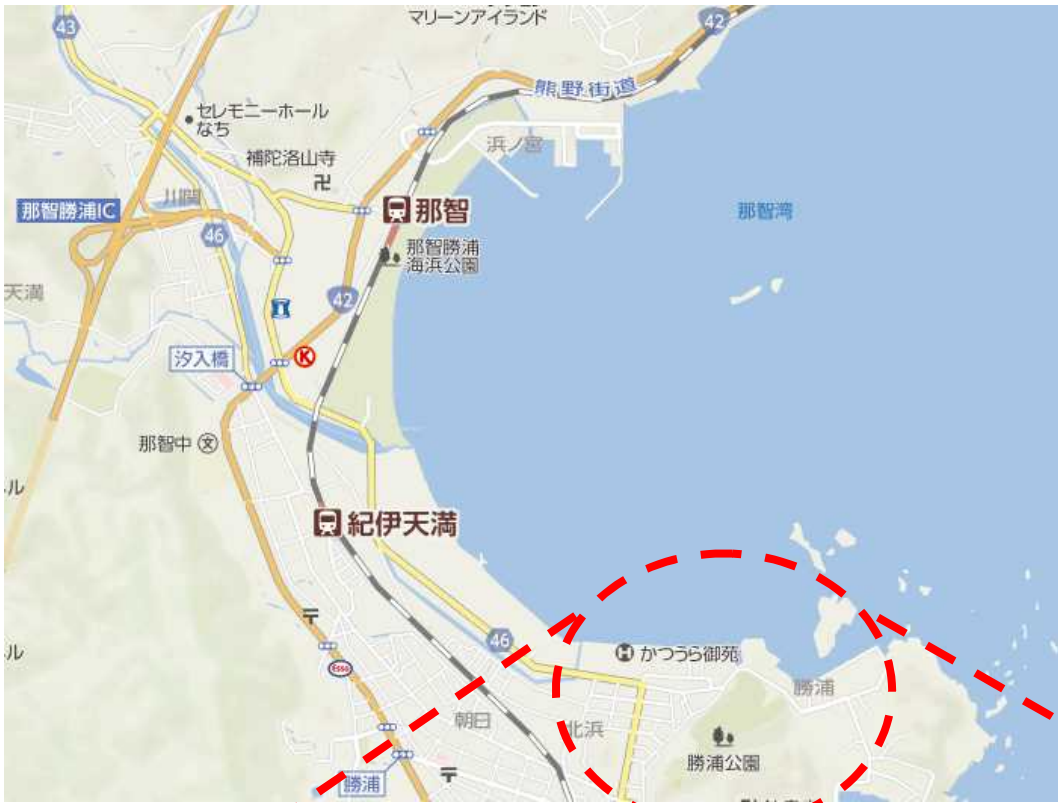 マリーンアイランド
43
42
熊野街道
セレモニーホール
なち
浜ノ宮
補陀洛山寺
卍
川関
那智勝浦IC
那智
那智湾
46
那智勝浦
海浜公園
天満
42
汐入橋
K
那智中
文
ル
紀伊天満
〒
46
ル
Esso
H かつうら御苑
勝浦
朝日
北浜
勝浦公園
勝浦
〒